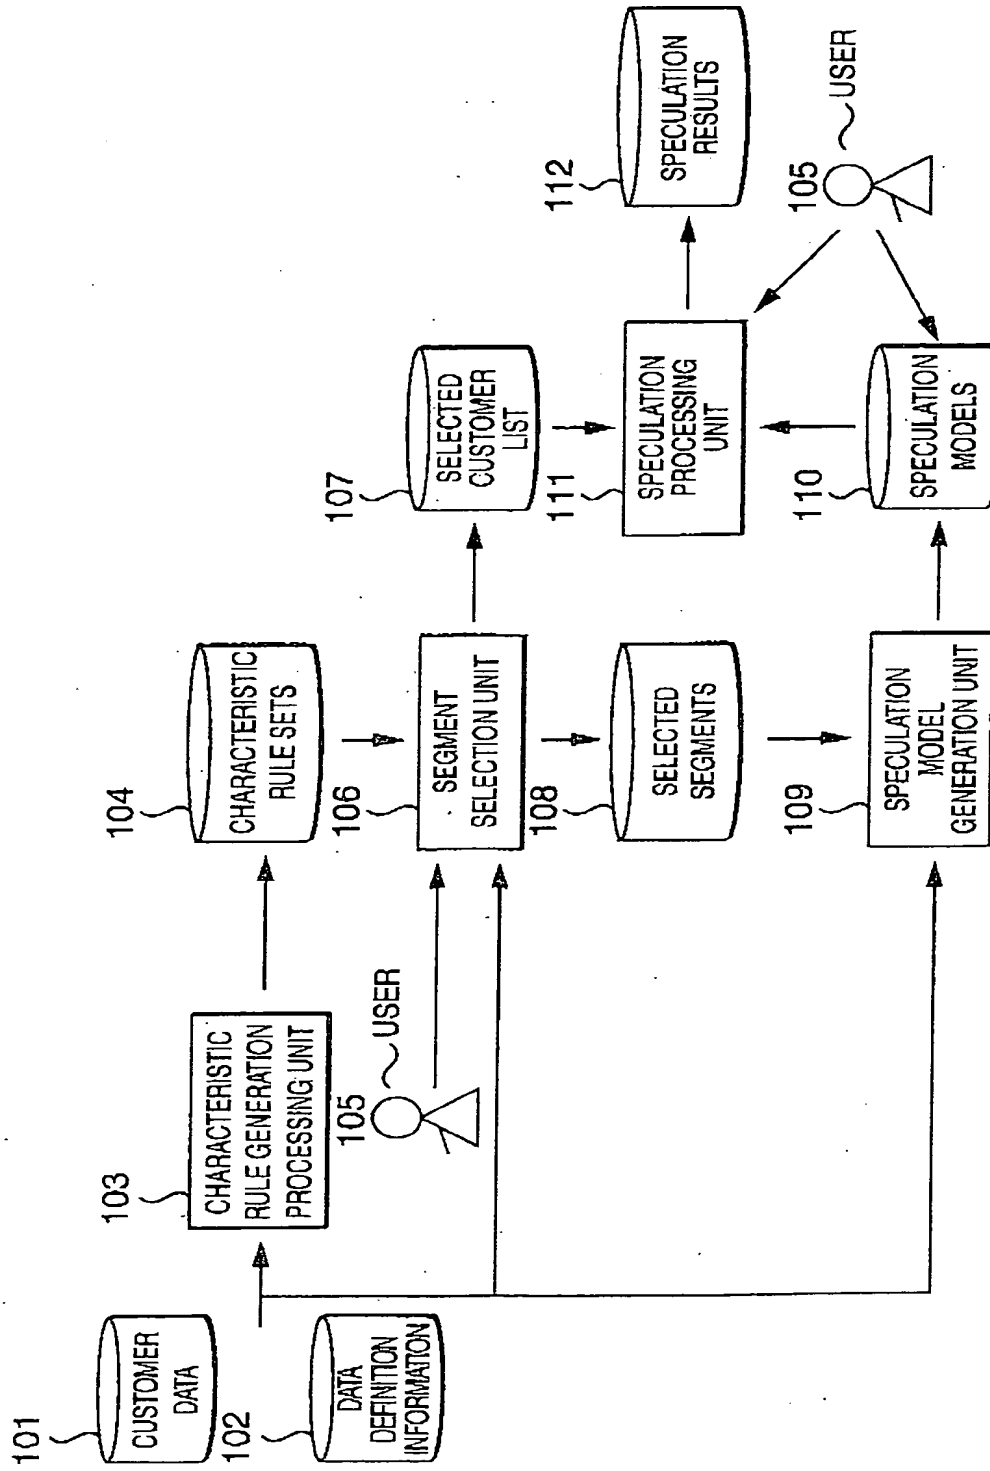 101
CUSTOMER
DATA
102
DATA
DEFINITION
INFORMATION
103
CHARACTERISTIC
RULE GENERATION
PROCESSING UNIT
104
CHARACTERISTIC
RULE SETS
105
USER
106
SEGMENT
SELECTION UNIT
107
SELECTED
CUSTOMER
LIST
108
SELECTED
SEGMENTS
109
SPECULATION
MODEL
GENERATION UNIT
110
SPECULATION
MODELS
111
SPECULATION
PROCESSING
UNIT
112
SPECULATION
RESULTS
105
USER